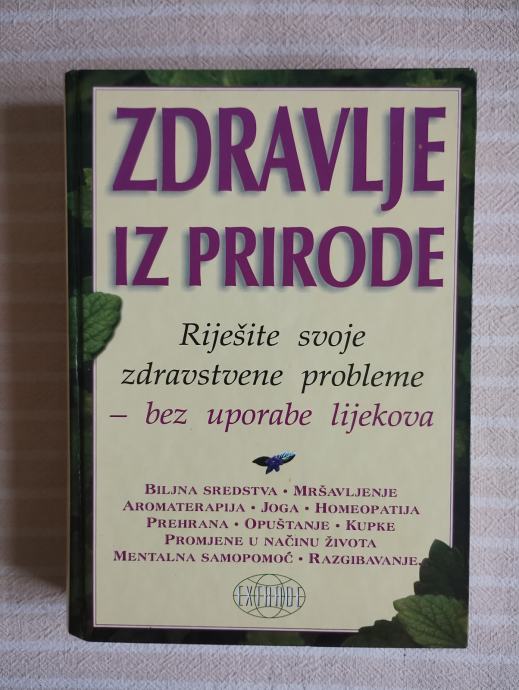 ZDRAVLJE
IZ PRIRODE
Riješite svoje
zdravstvene probleme
– bez uporabe lijekova
BILJNA SREDSTVA • MRŠAVLJENJE
AROMATERAPIJA • JOGA • HOMEOPATIJA
PREHRANA • OPUŠTANJE • KUPKE
PROMJENE U NAČINU ŽIVOTA
MENTALNA SAMOPOMOĆ • RAZGIBAVANJE...
EXTRADE